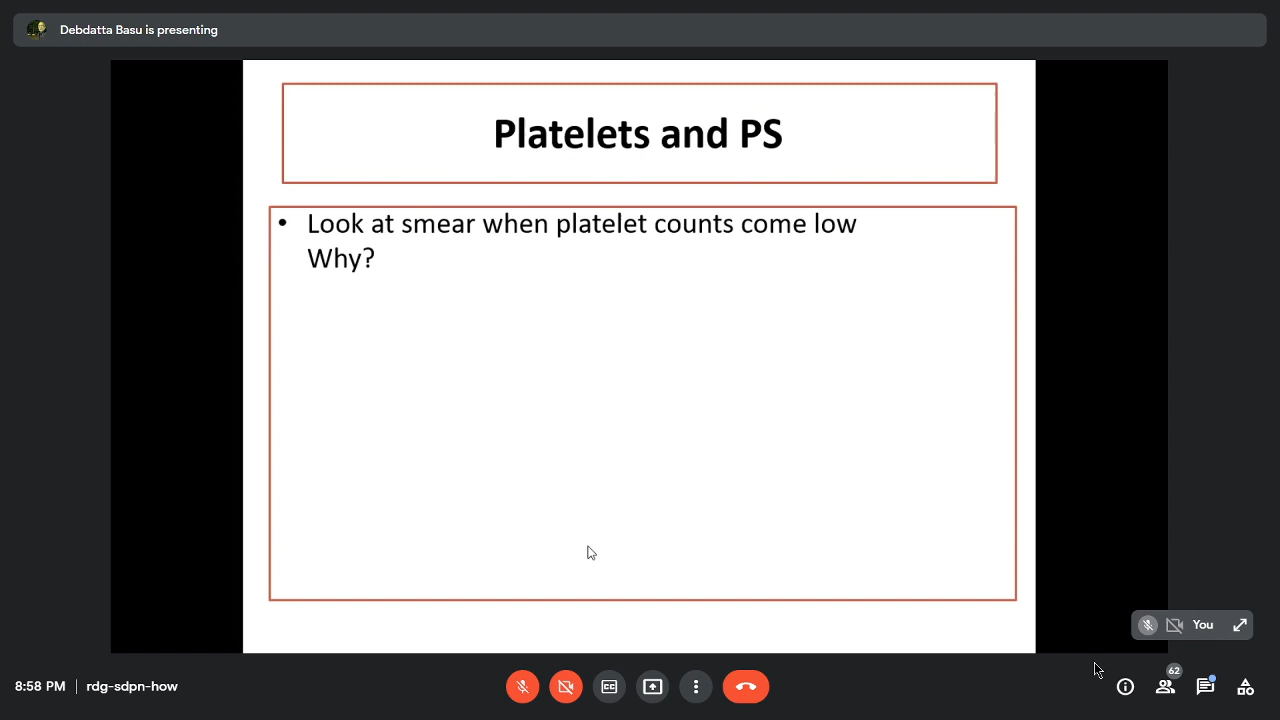 Debdatta Basu is presenting
Platelets and PS
• Look at smear when platelet counts come low
Why?
You
62
8:58 PM | rdg-sdpn-how